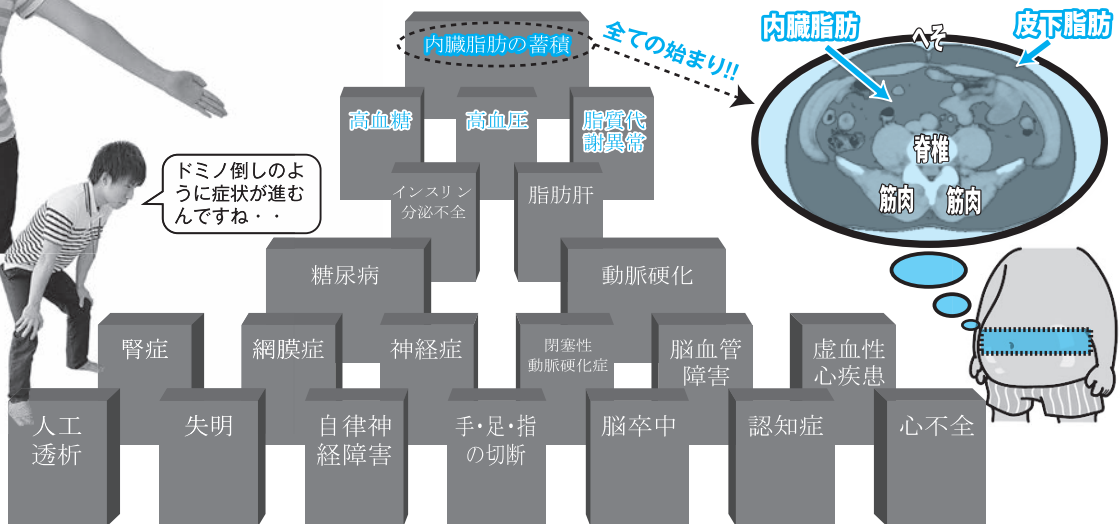 内臓脂肪の蓄積
全ての始まり!!
内臓脂肪
へそ
皮下脂肪
脊椎
筋肉
筋肉
高血糖
高血圧
脂質代
謝異常
ドミノ倒しのよ
うに症状が進む
んですね・・
インスリン
分泌不全
脂肪肝
糖尿病
動脈硬化
腎症
網膜症
神経症
閉塞性
動脈硬化症
脳血管
障害
虚血性
心疾患
人工
透析
失明
自律神
経障害
手・足・指
の切断
脳卒中
認知症
心不全